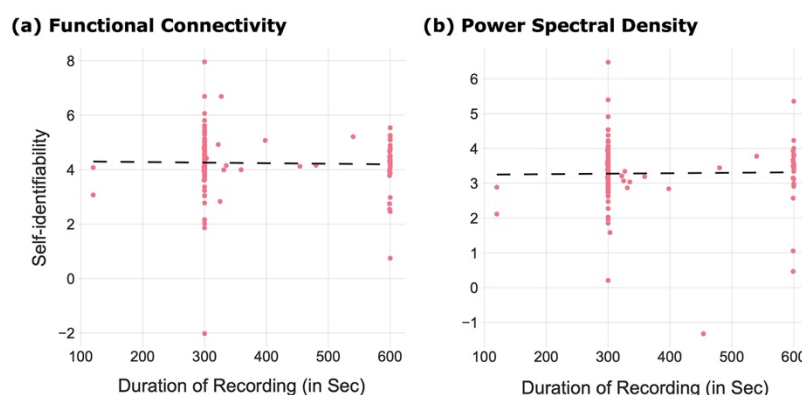 (a) Functional Connectivity
(b) Power Spectral Density
Self-identifiability
8
6
4
2
0
−2
6
5
4
3
2
1
0
−1
100 200 300 400 500 600
100 200 300 400 500 600
Duration of Recording (in Sec)
Duration of Recording (in Sec)